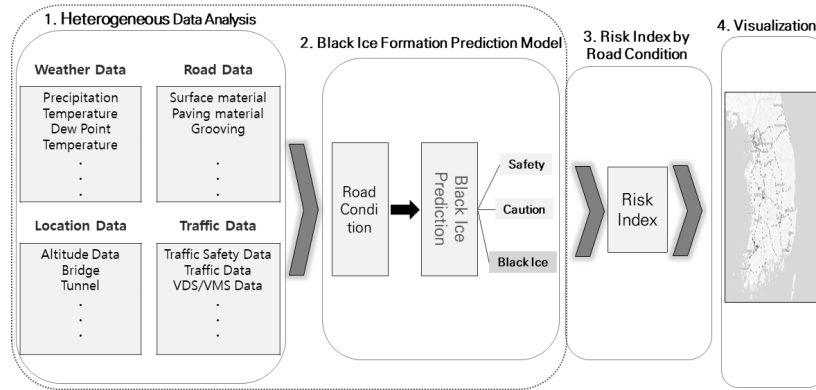 1. Heterogeneous Data Analysis
Weather Data
Precipitation
Temperature
Dew Point
Temperature
.
.
.
Road Data
Surface material
Paving material
Grooving
.
.
.
Location Data
Altitude Data
Bridge
Tunnel
.
.
.
Traffic Data
Traffic Safety Data
Traffic Data
VDS/VMS Data
.
.
.
2. Black Ice Formation Prediction Model
Road
Condi
tion
Black Ice
Prediction
Safety
Caution
Black Ice
3. Risk Index by
Road Condition
Risk
Index
4. Visualization